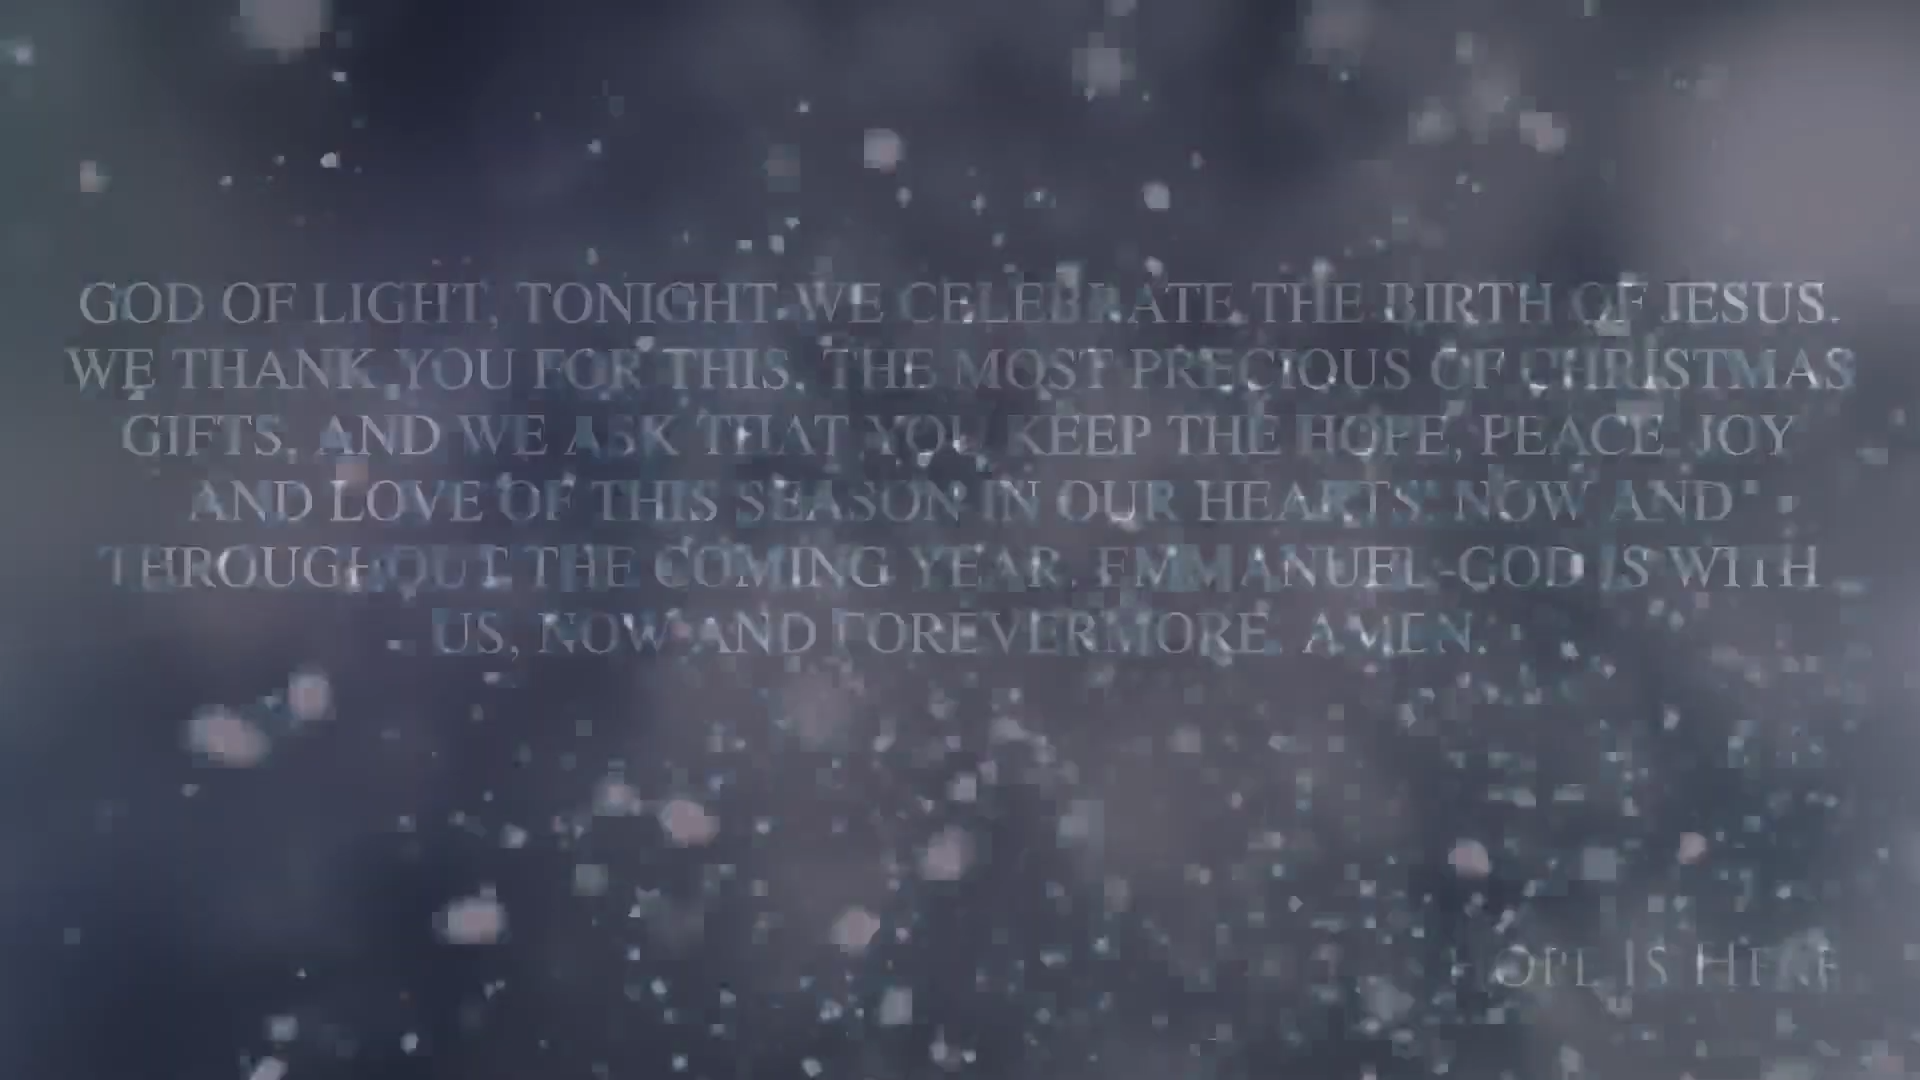 GOD OF LIGHT, TONIGHT WE CELEBRATE THE BIRTH OF JESUS.
WE THANK YOU FOR THIS, THE MOST PRECIOUS OF CHRISTMAS
GIFTS, AND WE ASK THAT YOU KEEP THE HOPE, PEACE, JOY
AND LOVE OF THIS SEASON IN OUR HEARTS, NOW AND
THROUGHOUT THE COMING YEAR. EMMANUEL-GOD IS WITH
US, NOW AND FOREVERMORE. AMEN.
HOPE IS HERE